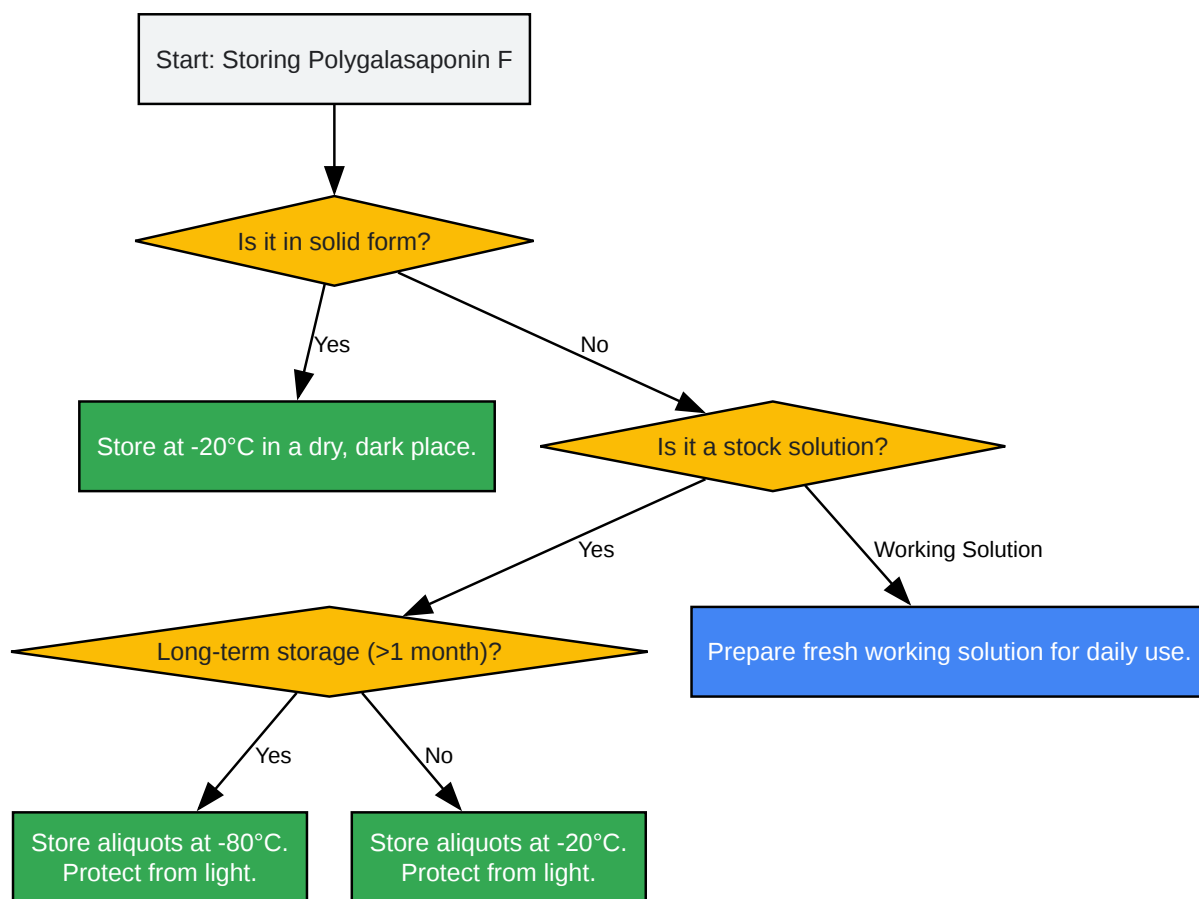 Start: Storing Polygalasaponin F
Is it in solid form?
Yes
No
Store at -20°C in a dry, dark place.
Is it a stock solution?
Yes
Working Solution
Long-term storage (>1 month)?
Prepare fresh working solution for daily use.
Yes
No
Store aliquots at -80°C.
Protect from light.
Store aliquots at -20°C.
Protect from light.